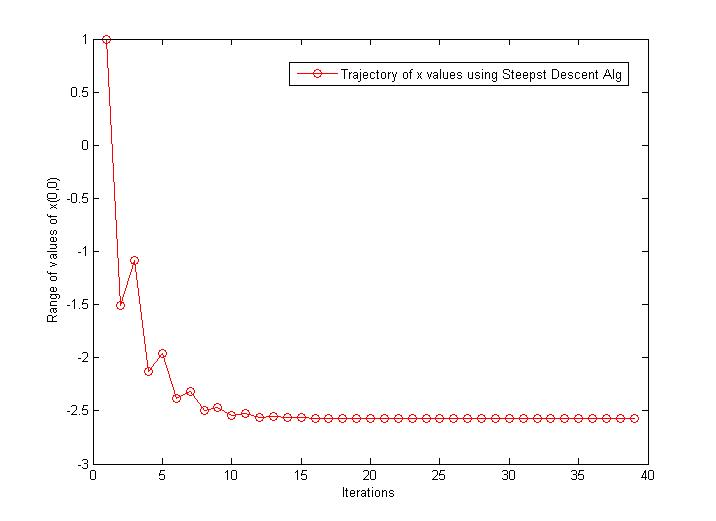 1
0.5
0
-0.5
-1
-1.5
-2
-2.5
-3
0 5 10 15 20 25 30 35 40
Iterations
Range of values of x(0,0)
Trajectory of x values using Steepst Descent Alg